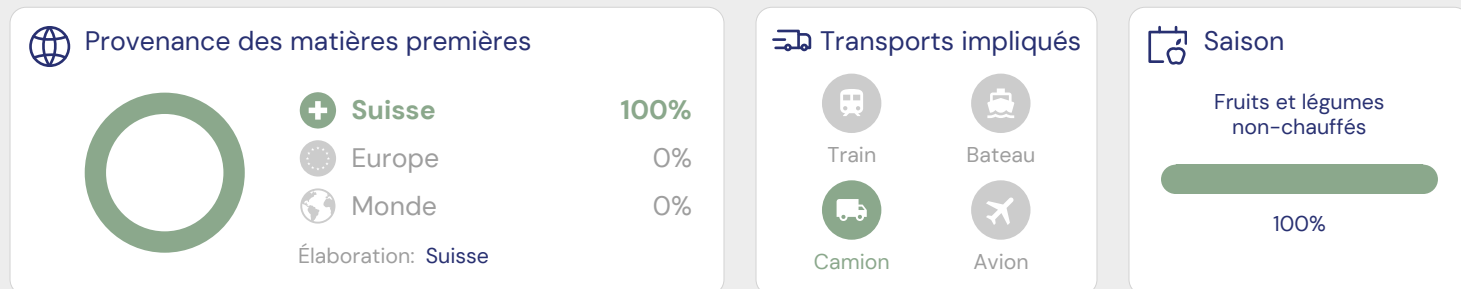 Provenance des matières premières
Suisse 100%
Europe 0%
Monde 0%
Élaboration: Suisse
Transports impliqués
Train Bateau
Camion Avion
Saison
Fruits et légumes
non-chauffés
100%